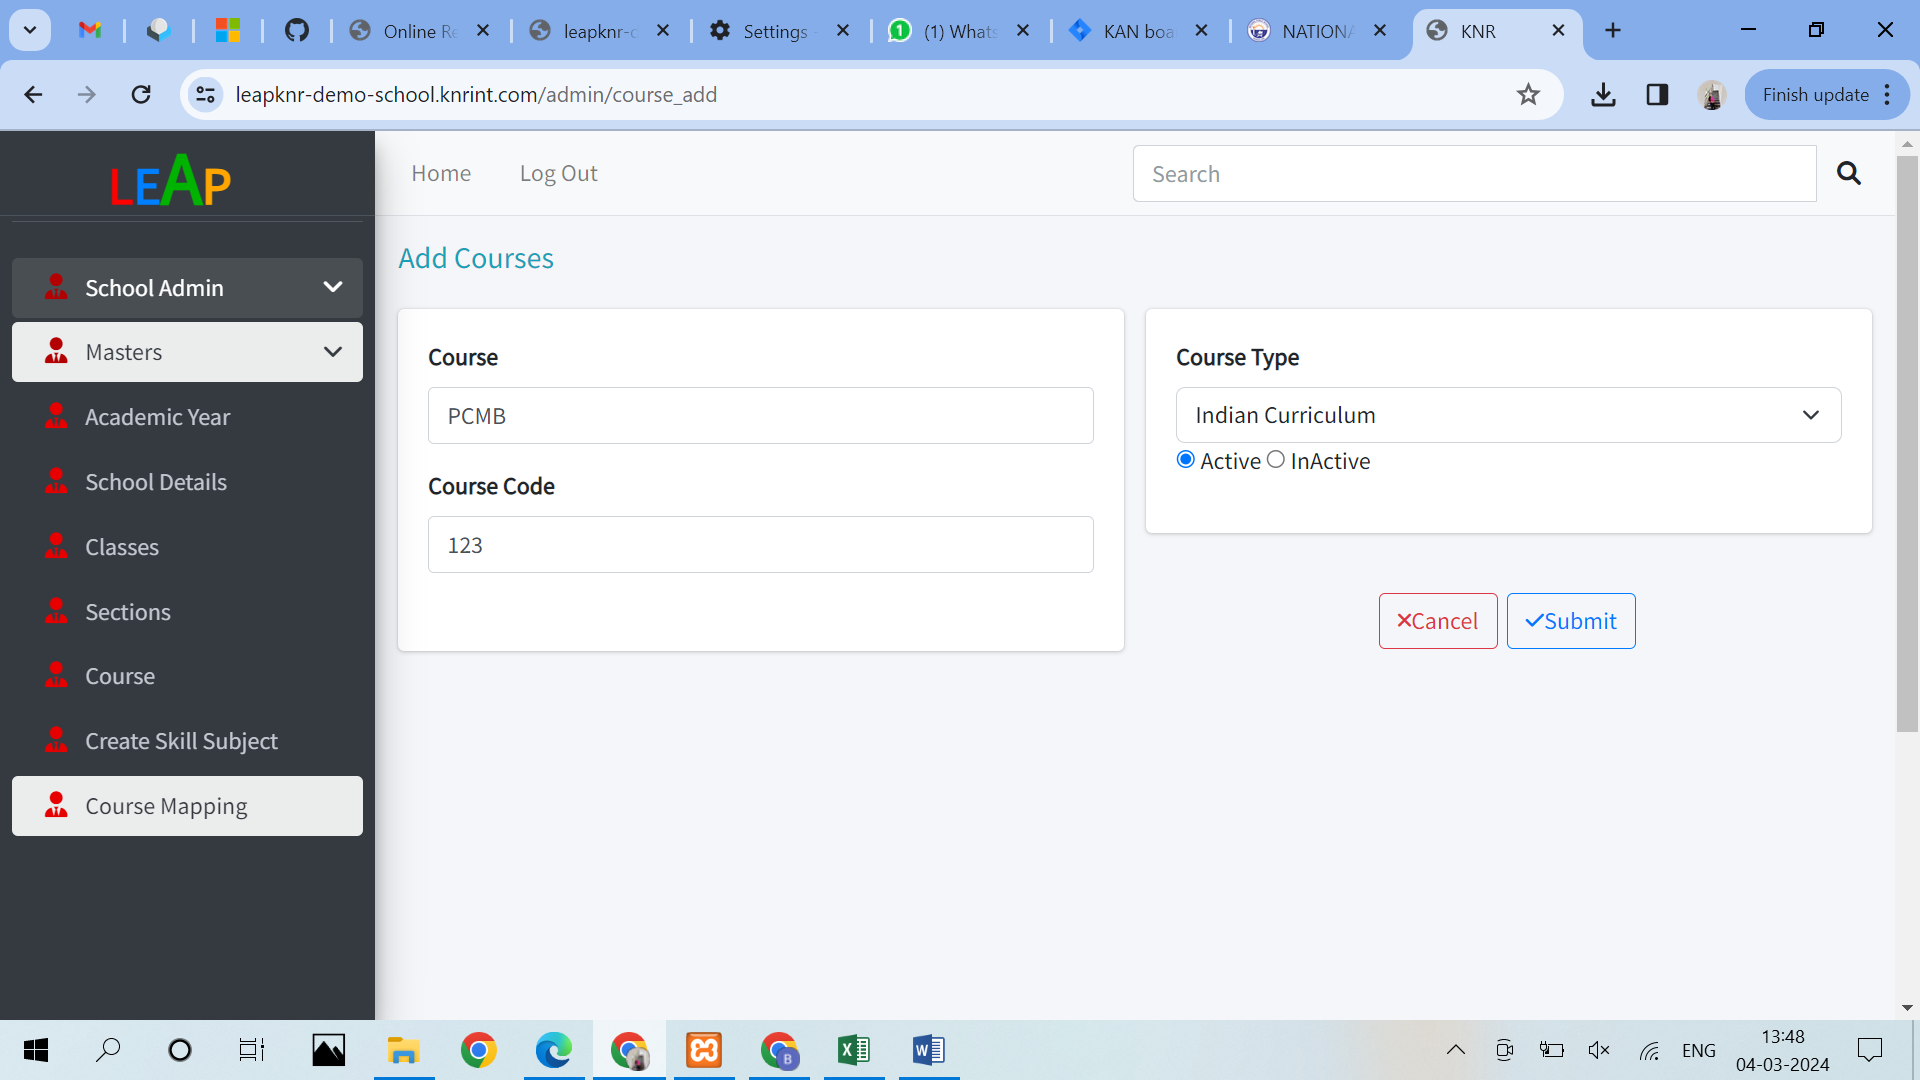 Online Re
leapknr-d
Settings -
(1) Whats
KAN boa
NATIONA
KNR
leapknr-demo-school.knrint.com/admin/course_add
Finish update
LEAP
Home
Log Out
Search
School Admin
Masters
Academic Year
School Details
Classes
Sections
Course
Create Skill Subject
Course Mapping
Add Courses
Course
PCMB
Course Code
123
Course Type
Indian Curriculum
Active
InActive
Cancel
Submit
ENG
13:48
04-03-2024